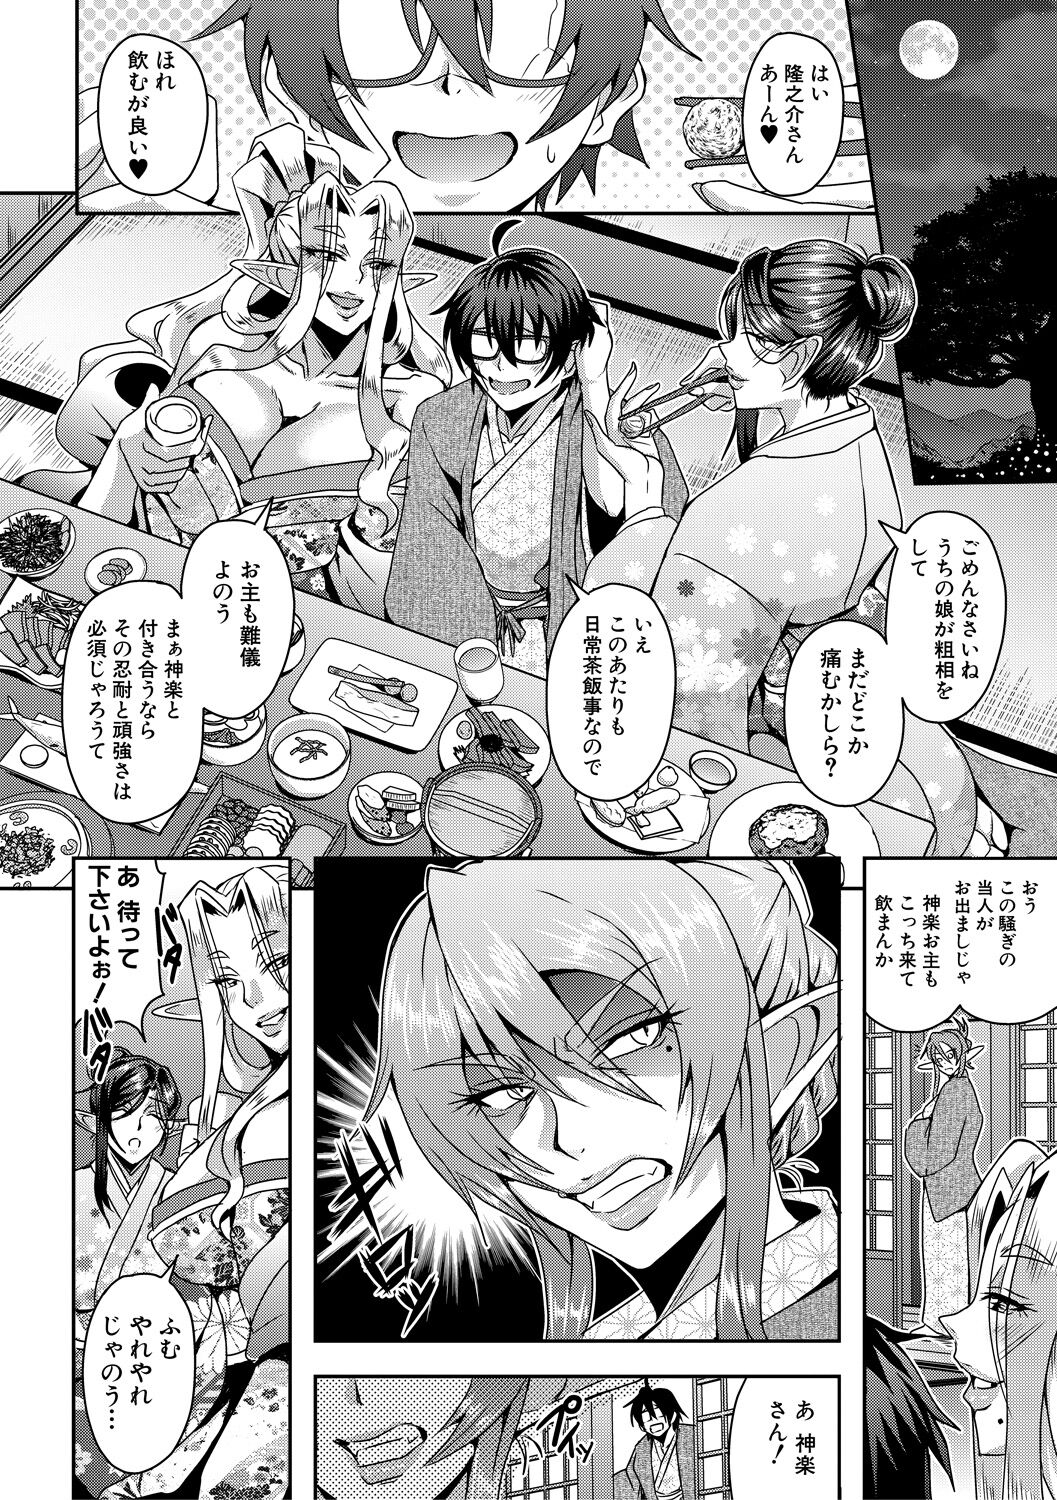 はい
隆之介さん
あーん♥
ほれ
飲むが良い♥
ごめんなさいね
うちの娘が粗相を
して
まだどこか
痛むかしら?
いえ
このあたりも
日常茶飯事なので
お主も難儀
よのう
まぁ神楽と
付き合うなら
その忍耐と頑強さは
必須じゃろうて
おう
この騒ぎの
当人が
お出ましじゃ
神楽お主も
こっち来て
飲まんか
ギロッ
あ 神楽
さん!
プイッ
あ 待って
下さいよぉ!
バタ
バタ
ふむ
やれやれ
じゃのう…